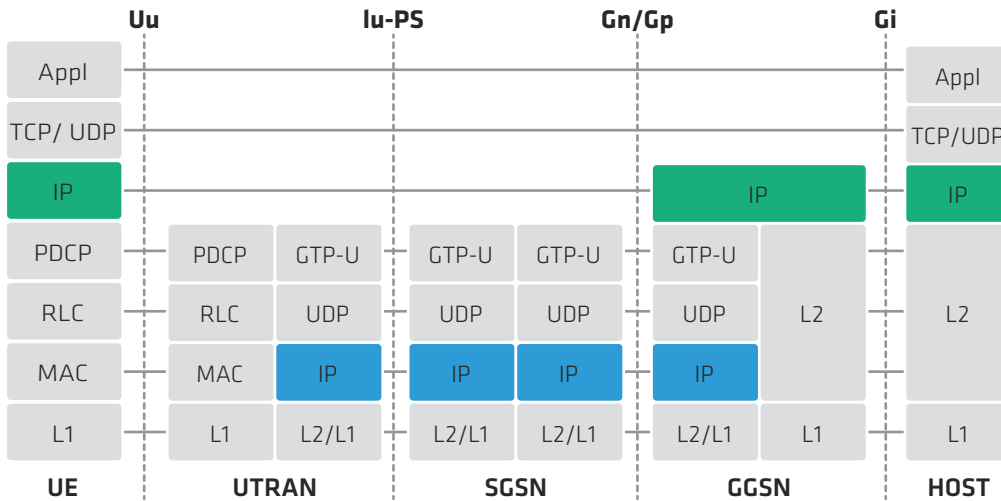 Uu Iu-PS Gn/Gp Gi
Appl Appl
TCP/ UDP TCP/UDP
IP IP IP
PDCP PDCP GTP-U GTP-U GTP-U GTP-U
RLC RLC UDP UDP UDP UDP L2 L2
MAC MAC IP IP IP IP
L1 L1 L2/L1 L2/L1 L2/L1 L2/L1 L1 L1
UE UTRAN SGSN GGSN HOST